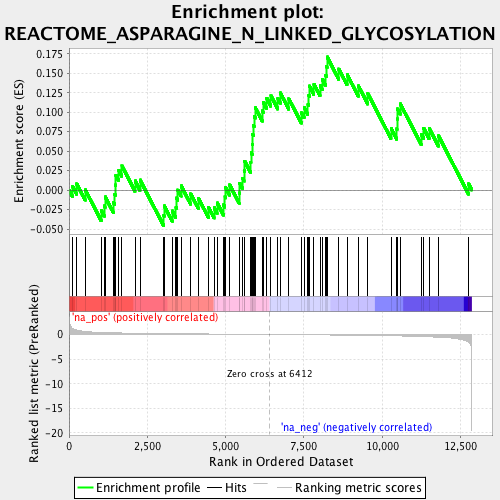 Enrichment plot:
REACTOME_ASPARAGINE_N_LINKED_GLYCOSYLATION
Enrichment score (ES)
0.175
0.150
0.125
0.100
0.075
0.050
0.025
0.000
-0.025
-0.050
'na_pos' (positively correlated)
Ranked list metric (PreRanked)
0
-5
-10
-15
-20
Zero cross at 6412
'na_neg' (negatively correlated)
0
2,500
5,000
7,500
10,000
12,500
Rank in Ordered Dataset
Enrichment profile
Hits
Ranking metric scores